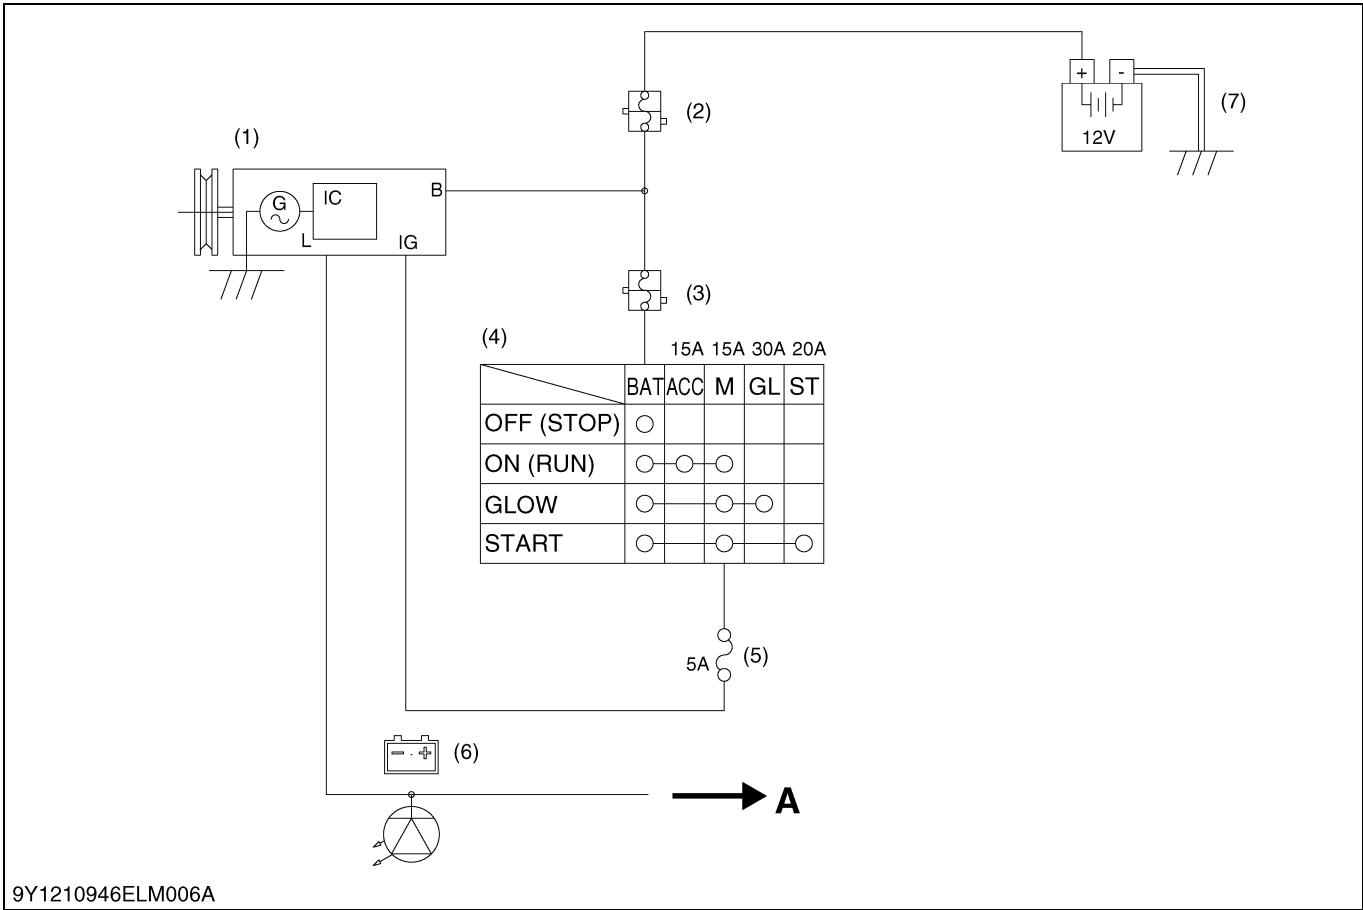 + -
(2)
(7)
12V
(1)
G
IC
B
L
IG
(3)
(4)
15A 15A 30A 20A
BAT ACC M GL ST
OFF (STOP)
ON (RUN)
GLOW
START
5A (5)
- +
(6)
A
9Y1210946ELM006A